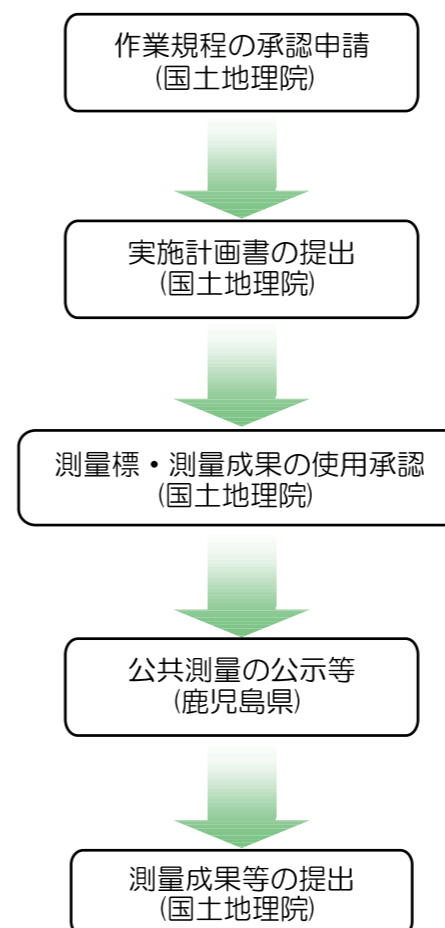 作業規程の承認申請
(国土地理院)
実施計画書の提出
(国土地理院)
測量標・測量成果の使用承認
(国土地理院)
公共測量の公示等
(鹿児島県)
測量成果等の提出
(国土地理院)